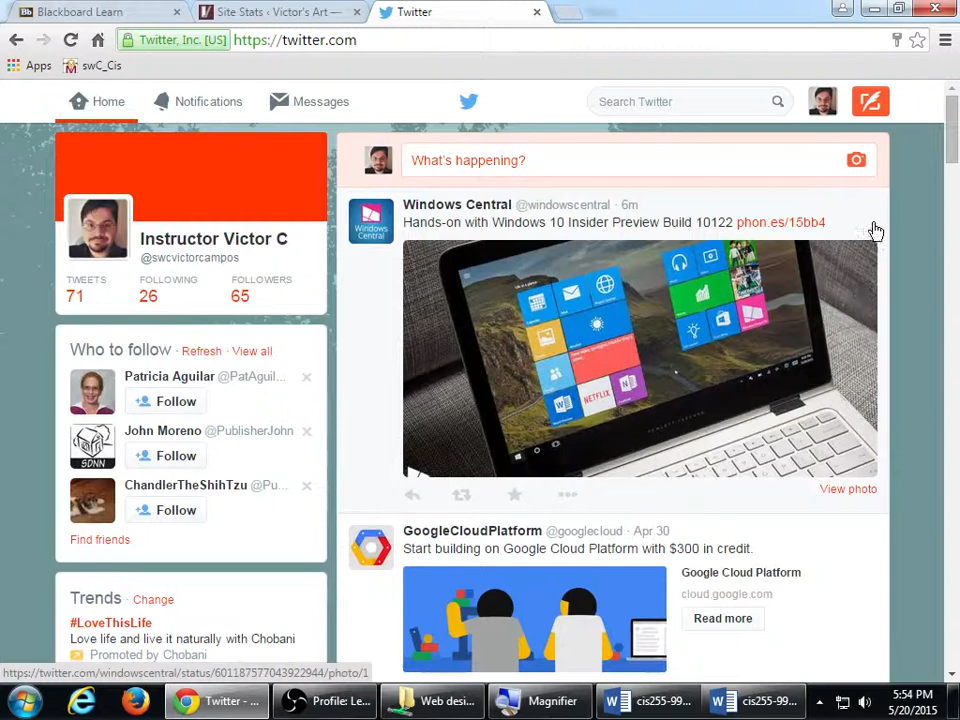 Bb Blackboard Learn
Site Stats ‹ Victor's Art —
Twitter
Twitter, Inc. [US] https://twitter.com
Apps swC_Cis
Home Notifications Messages Search Twitter
What's happening?
Instructor Victor C
@swcvictorcampos
TWEETS FOLLOWING FOLLOWERS
71 26 65
Who to follow · Refresh · View all
Patricia Aguilar @PatAguil...
Follow
John Moreno @PublisherJohn
Follow
SDNN
ChandlerTheShihTzu @Pu...
Follow
Find friends
Trends · Change
#LoveThisLife
Love life and live it naturally with Chobani
Promoted by Chobani
Windows Central @windowscentral · 6m
Hands-on with Windows 10 Insider Preview Build 10122 phon.es/15bb4
Windows
Central
NETFLIX
View photo
GoogleCloudPlatform @googlecloud · Apr 30
Start building on Google Cloud Platform with $300 in credit.
Google Cloud Platform
cloud.google.com
Read more
https://twitter.com/windowscentral/status/601187577043922944/photo/1
Twitter - ...
Profile: Le...
Web desi...
Magnifier
cis255-99...
cis255-99...
5:54 PM
5/20/2015